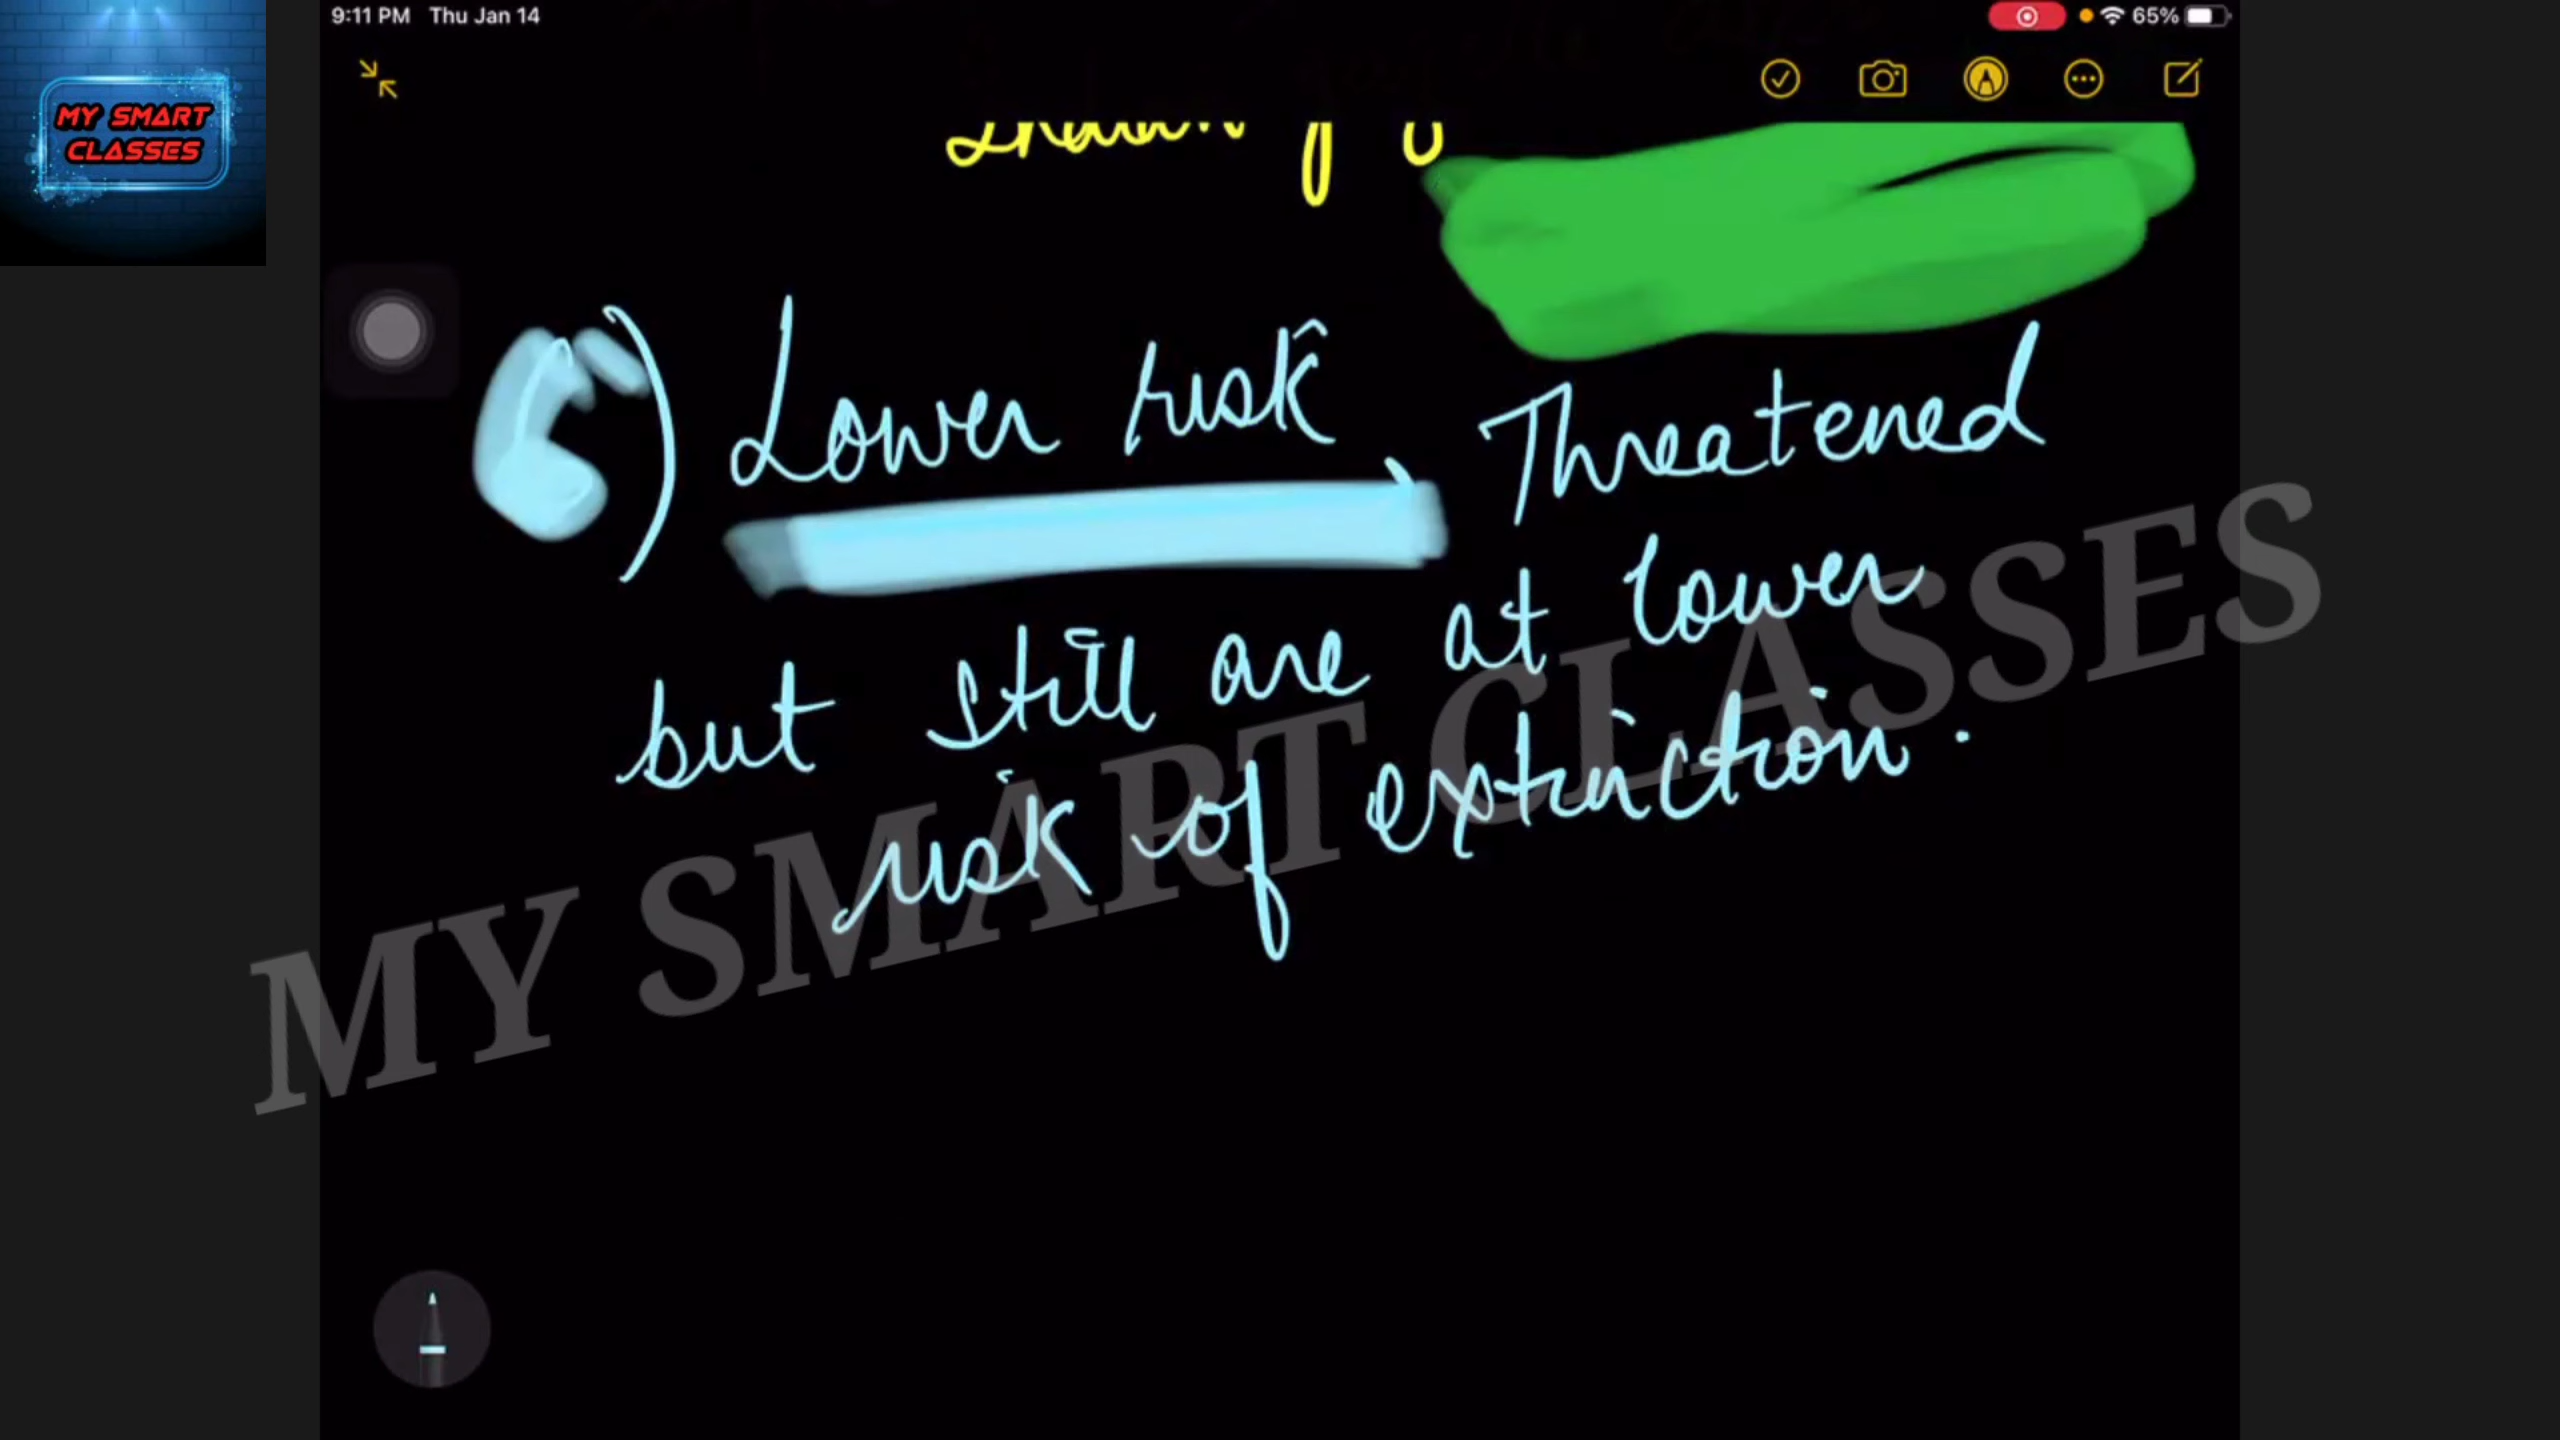 9:11 PM Thu Jan 14
65%
MY SMART
CLASSES
6) Lower risk, Threatened
but still are at lower
risk of extinction.
MY SMART CLASSES